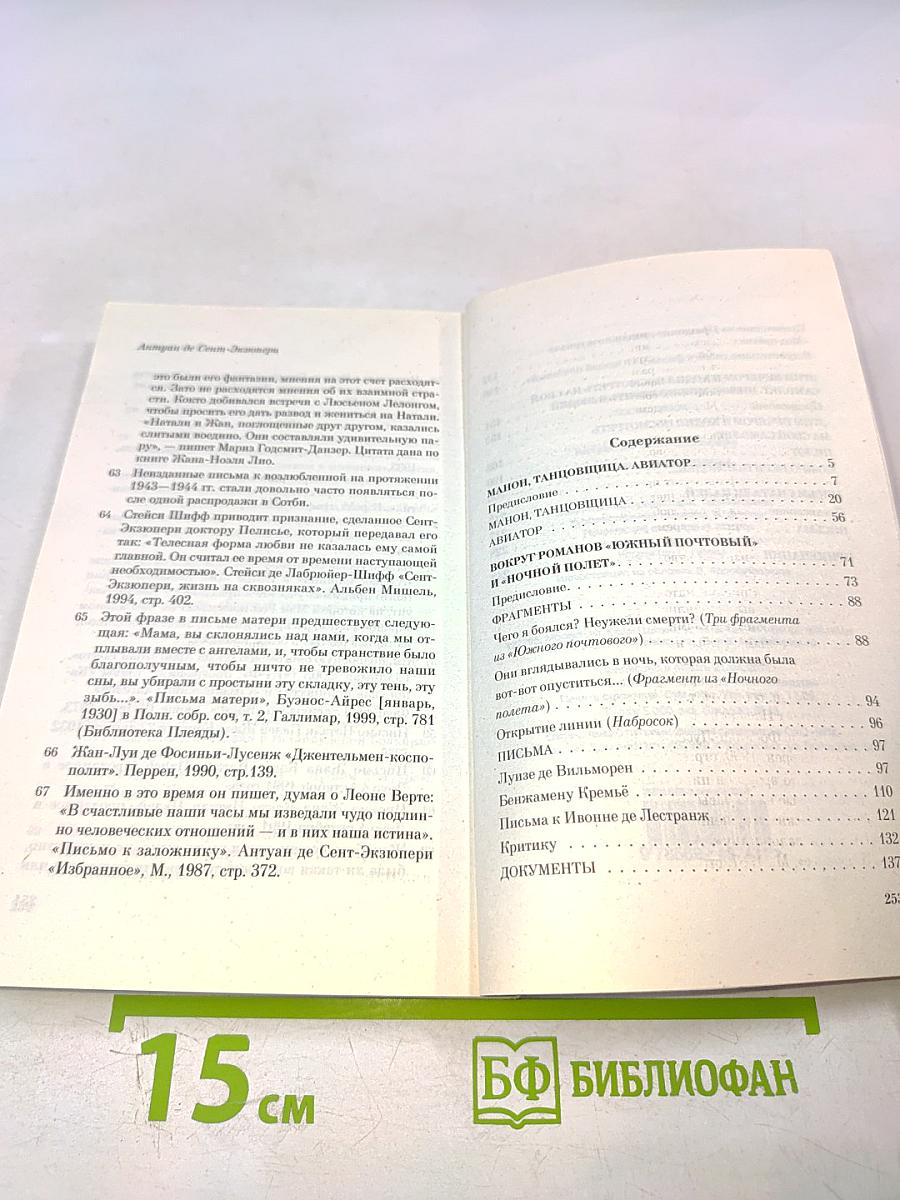 Антуан де Сент-Экзюпери
это были его фантазии, мнения на этот счет расходят-
ся. Зато не расходятся мнения об их взаимной стра-
сти. Кокто добивался встречи с Люсьеном Лелонгом,
чтобы просить его дать развод и жениться на Натали.
«Натали и Жан, поглощенные друг другом, казались
слитыми воедино. Они составляли удивительную па-
ру», — пишет Мариз Годсмит-Данзер. Цитата дана по
книге Жана-Ноэля Лио.
63 Неизданные письма к возлюбленной на протяжении
1943—1944 гг. стали довольно часто появляться по-
сле одной распродажи в Сотби.
64 Стейси Шифф приводит признание, сделанное Сент-
Экзюпери доктору Пелисье, который передавал его
так: «Телесная форма любви не казалась ему самой
главной. Он считал ее время от времени наступающей
необходимостью». Стейси де Лабрюйер-Шифф «Сент-
Экзюпери, жизнь на сквозняках». Альбен Мишель,
1994, стр. 402.
65 Этой фразе в письме матери предшествует следую-
щая: «Мама, вы склонялись над нами, когда мы от-
плывали вместе с ангелами, и, чтобы странствие было
благополучным, чтобы ничто не тревожило наши
сны, вы убирали с простыни эту складку, эту тень, эту
зыбь...». «Письма матери», Буэнос-Айрес [январь,
1930] в Полн. собр. соч, т. 2, Галлимар, 1999, стр. 781
(Библиотека Плеяды).
66 Жан-Луи де Фосиньи-Люсенж «Джентельмен-коспо-
полит». Перрен, 1990, стр.139.
67 Именно в это время он пишет, думая о Леоне Верте:
«В счастливые наши часы мы изведали чудо подлин-
но человеческих отношений — и в них наша истина».
«Письмо к заложнику». Антуан де Сент-Экзюпери
«Избранное», М., 1987, стр. 372.
Содержание
МАНОН, ТАНЦОВЩИЦА. АВИАТОР. . . . . . . . . . . . . 5
Предисловие . . . . . . . . . . . . . . . . . . . . . . . . 7
МАНОН, ТАНЦОВЩИЦА . . . . . . . . . . . . . . . . . . 20
АВИАТОР . . . . . . . . . . . . . . . . . . . . . . . . . . 56
ВОКРУГ РОМАНОВ «ЮЖНЫЙ ПОЧТОВЫЙ»
И «НОЧНОЙ ПОЛЕТ». . . . . . . . . . . . . . . . . . . . 71
Предисловие. . . . . . . . . . . . . . . . . . . . . . . . 73
ФРАГМЕНТЫ . . . . . . . . . . . . . . . . . . . . . . . . 88
Чего я боялся? Неужели смерти? (Три фрагмента
из «Южного почтового») . . . . . . . . . . . . . . . . . 88
Они вглядывались в ночь, которая должна была
вот-вот опуститься... (Фрагмент из «Ночного
полета») . . . . . . . . . . . . . . . . . . . . . . . . . . 94
Открытие линии (Набросок) . . . . . . . . . . . . . . . 96
ПИСЬМА . . . . . . . . . . . . . . . . . . . . . . . . . . 97
Луизе де Вильморен . . . . . . . . . . . . . . . . . . . 97
Бенжамену Кремьё . . . . . . . . . . . . . . . . . . . . 110
Письма к Ивонне де Лестранж . . . . . . . . . . . . . . 121
Критику . . . . . . . . . . . . . . . . . . . . . . . . . . 132
ДОКУМЕНТЫ . . . . . . . . . . . . . . . . . . . . . . . . 137
253
15 см
БФ БИБЛИОФАН